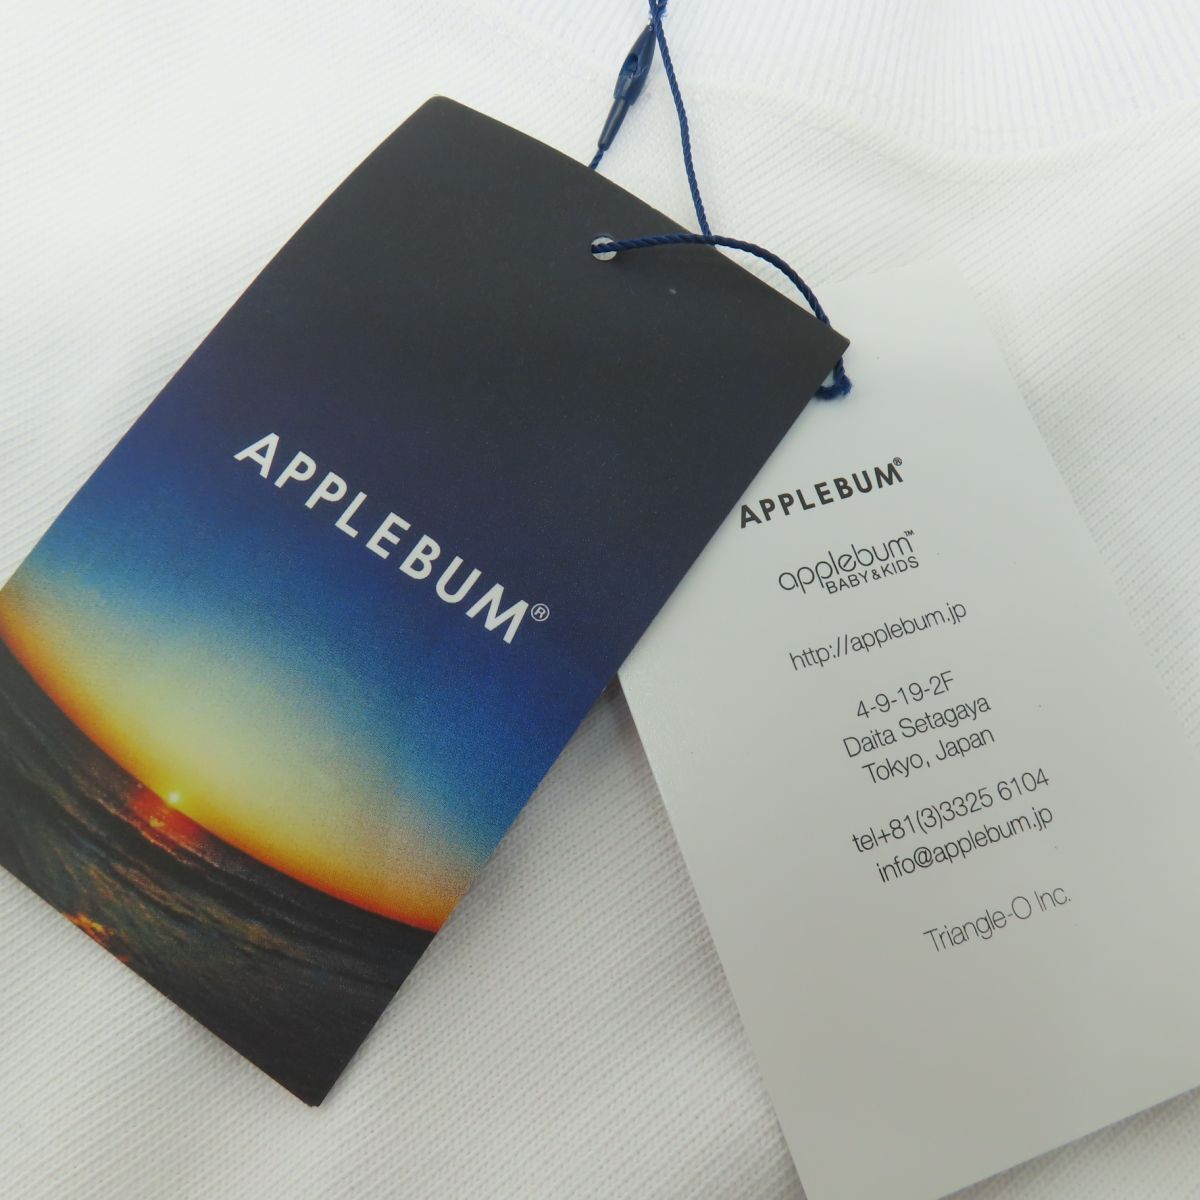 APPLEBUM®
APPLEBUM®
applebum™
BABY & KIDS
http://applebum.jp
4-9-19-2F
Daita Setagaya
Tokyo, Japan
tel+81(3)3325 6104
info@applebum.jp
Triangle-O Inc.